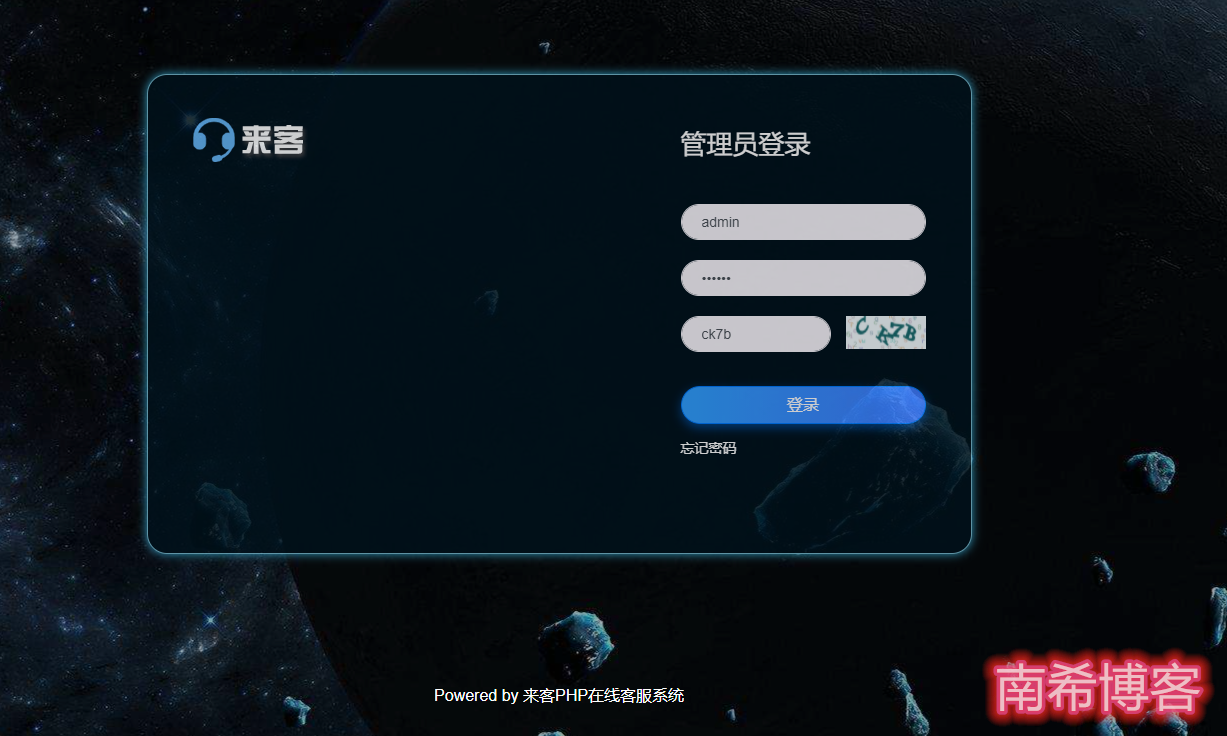 来客
管理员登录
admin
••••••
ck7b
CK7B
登录
忘记密码
Powered by 来客PHP在线客服系统
南希博客